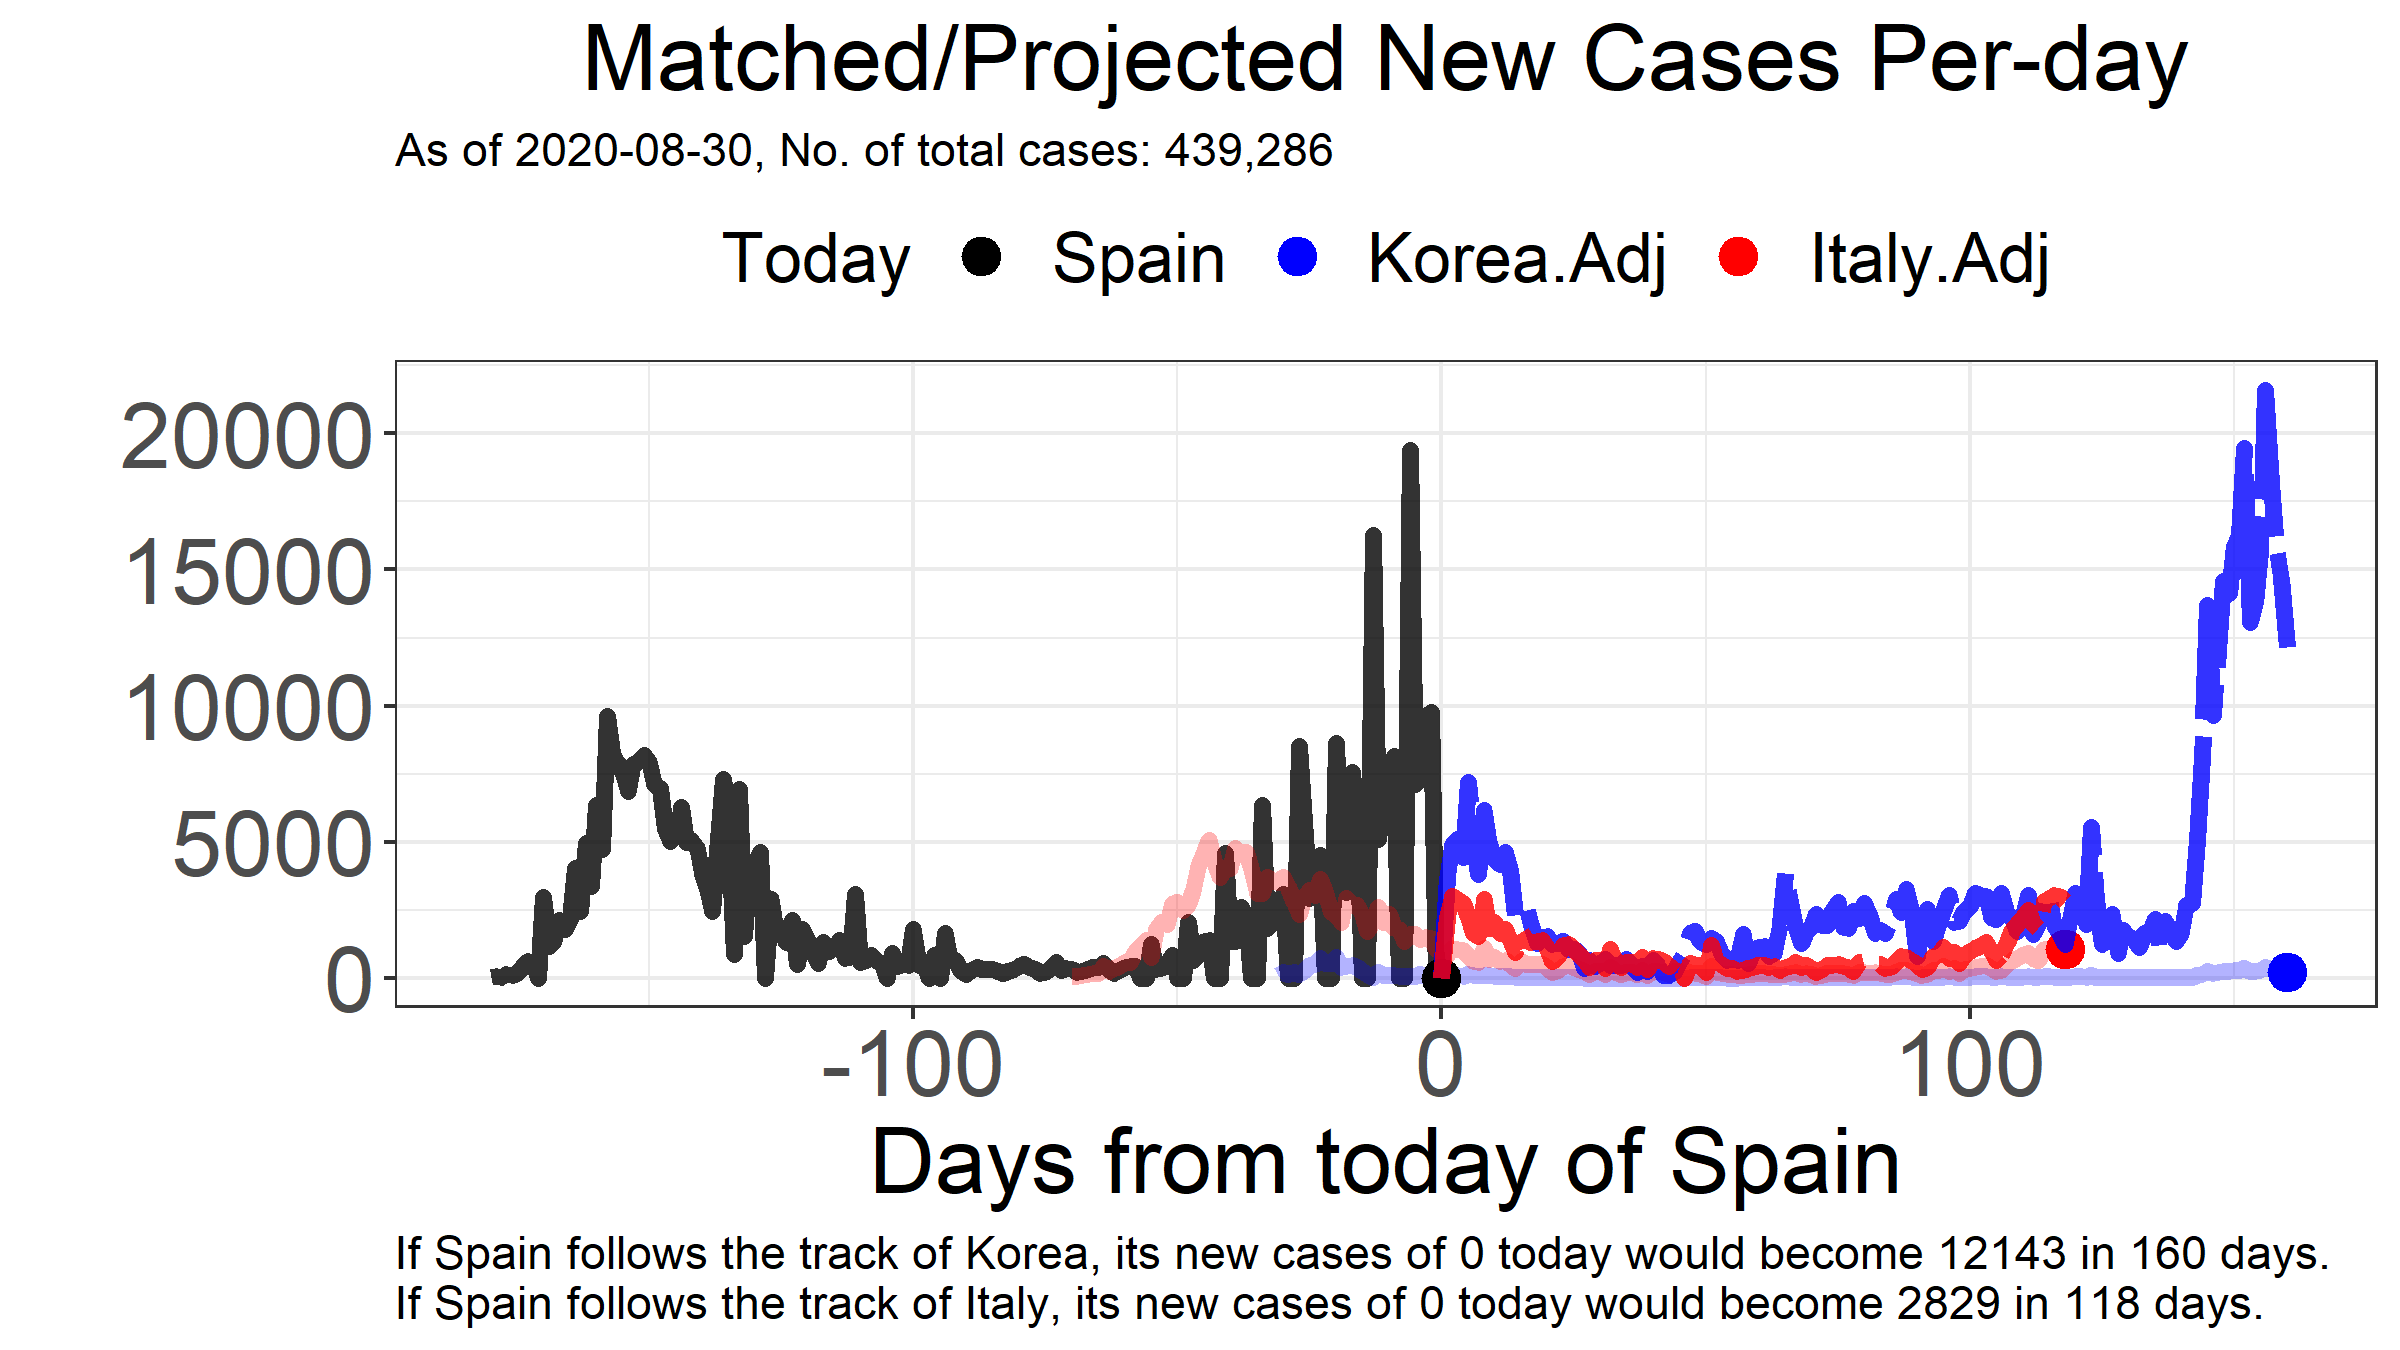 Matched/Projected New Cases Per-day
As of 2020-08-30, No. of total cases: 439,286
Today Spain Korea.Adj Italy.Adj
20000
15000
10000
5000
0
-100 0 100
Days from today of Spain
If Spain follows the track of Korea, its new cases of 0 today would become 12143 in 160 days.
If Spain follows the track of Italy, its new cases of 0 today would become 2829 in 118 days.